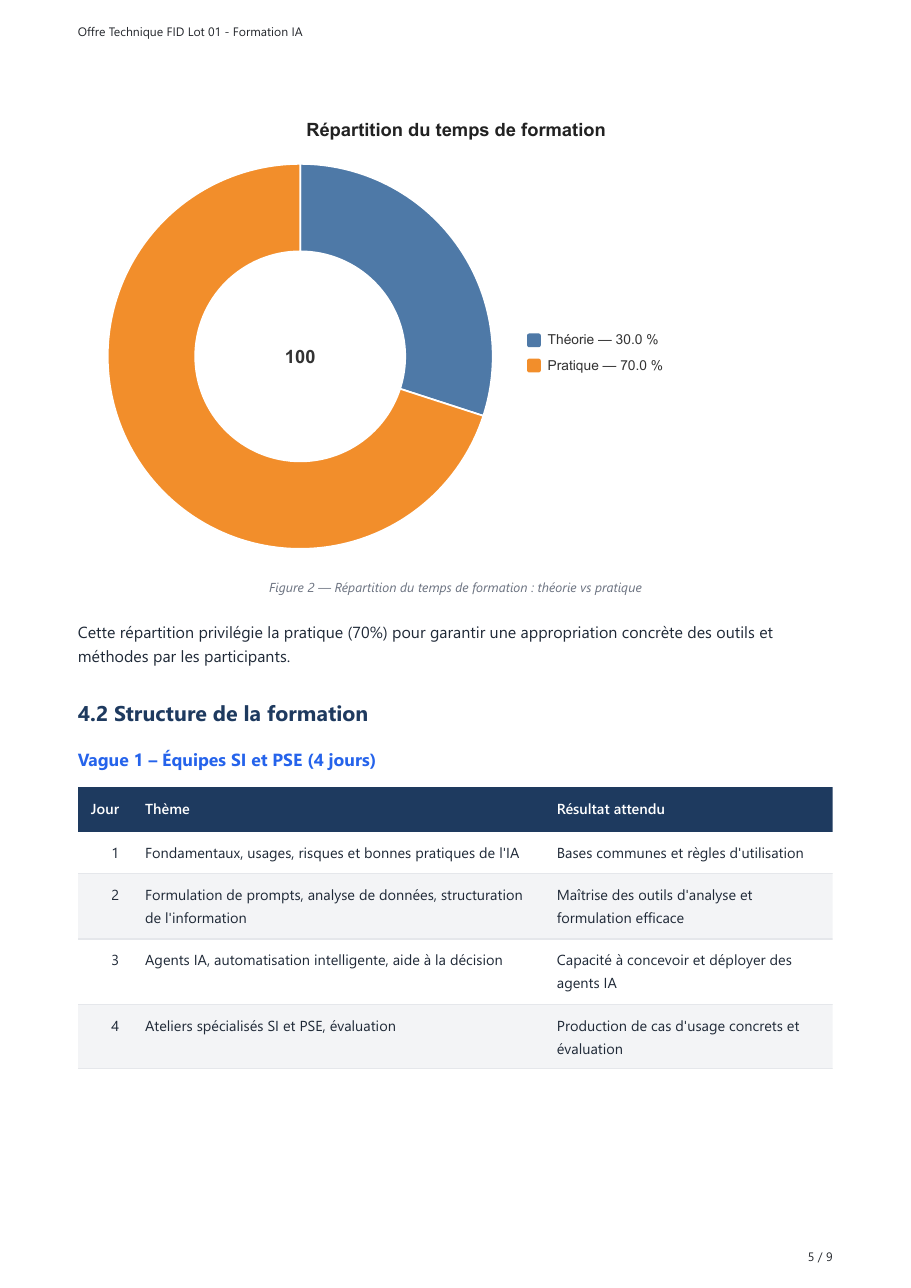 Offre Technique FID Lot 01 - Formation IA
Répartition du temps de formation
100
Théorie — 30.0 %
Pratique — 70.0 %
Figure 2 — Répartition du temps de formation : théorie vs pratique
Cette répartition privilégie la pratique (70%) pour garantir une appropriation concrète des outils et
méthodes par les participants.
4.2 Structure de la formation
Vague 1 – Équipes SI et PSE (4 jours)
Jour Thème Résultat attendu
1 Fondamentaux, usages, risques et bonnes pratiques de l'IA Bases communes et règles d'utilisation
2 Formulation de prompts, analyse de données, structuration Maîtrise des outils d'analyse et
de l'information formulation efficace
3 Agents IA, automatisation intelligente, aide à la décision Capacité à concevoir et déployer des
agents IA
4 Ateliers spécialisés SI et PSE, évaluation Production de cas d'usage concrets et
évaluation
5 / 9